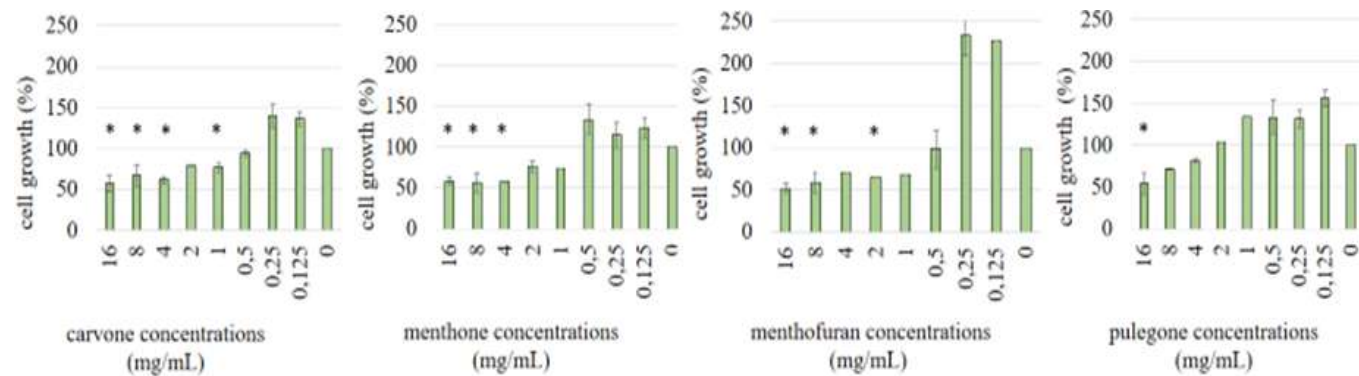 250
200
150
100
50
0
cell growth (%)
* * * *
16 8 4 2 1 0,5 0,25 0,125 0
carvone concentrations
(mg/mL)
250
200
150
100
50
0
cell growth (%)
* * *
16 8 4 2 1 0,5 0,25 0,125 0
menthone concentrations
(mg/mL)
250
200
150
100
50
0
cell growth (%)
* * *
16 8 4 2 1 0,5 0,25 0,125 0
menthofuran concentrations
(mg/mL)
250
200
150
100
50
0
cell growth (%)
*
16 8 4 2 1 0,5 0,25 0,125 0
pulegone concentrations
(mg/mL)